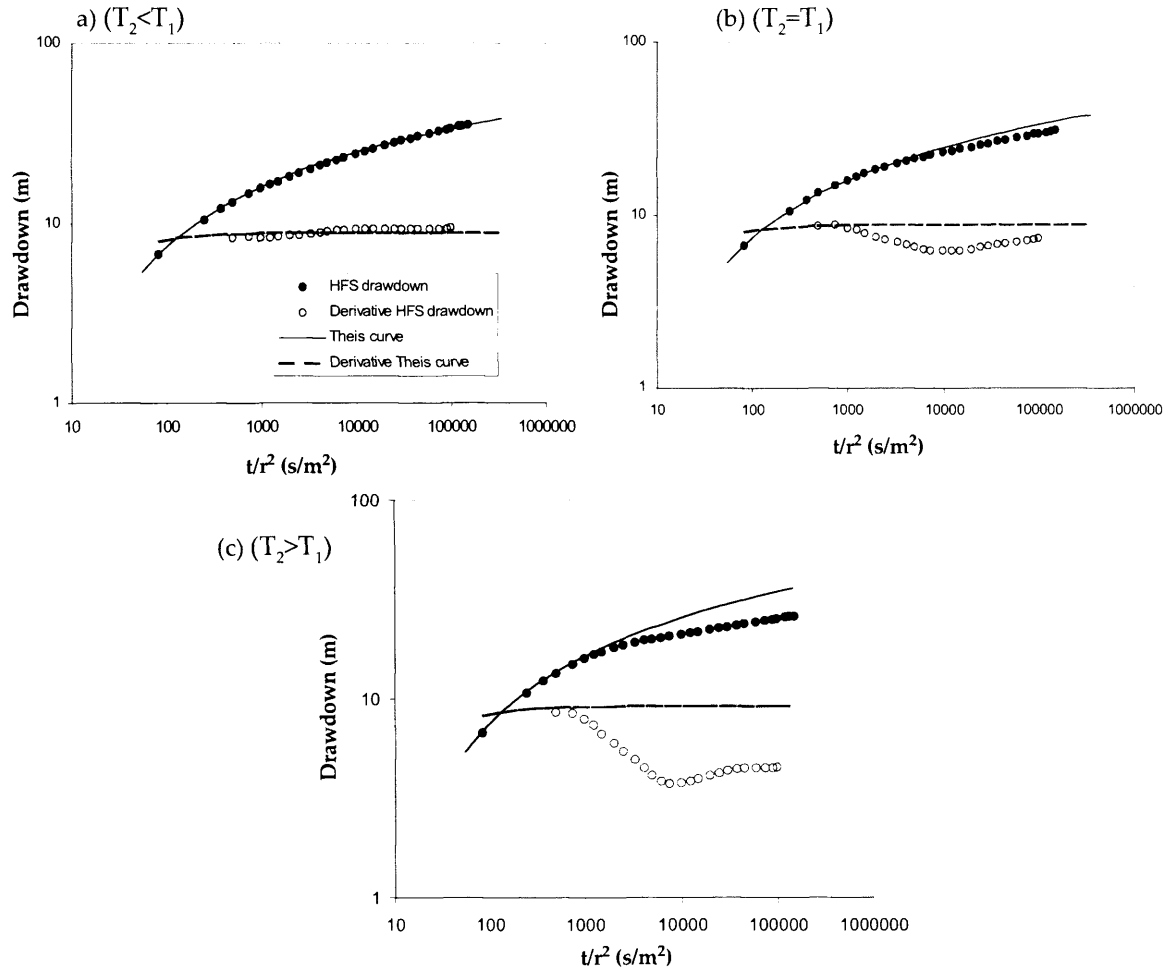 a) (T₂<T₁)
100
10
1
Drawdown (m)
HFS drawdown
Derivative HFS drawdown
Theis curve
Derivative Theis curve
10 100 1000 10000 100000 1000000
t/r² (s/m²)
(b) (T₂=T₁)
100
10
1
Drawdown (m)
10 100 1000 10000 100000 1000000
t/r² (s/m²)
(c) (T₂>T₁)
100
10
1
Drawdown (m)
10 100 1000 10000 100000 1000000
t/r² (s/m²)